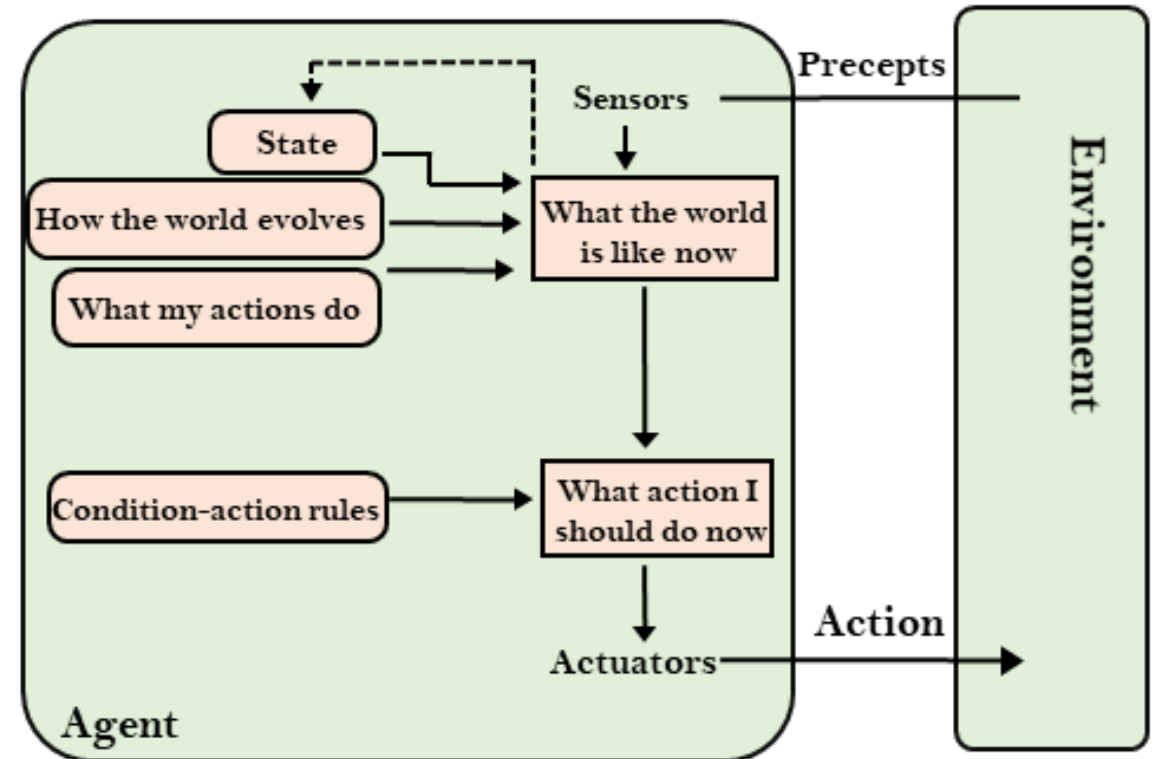 Precepts
Sensors
State
How the world evolves
What my actions do
What the world
is like now
Environment
Condition-action rules
What action I
should do now
Action
Actuators
Agent